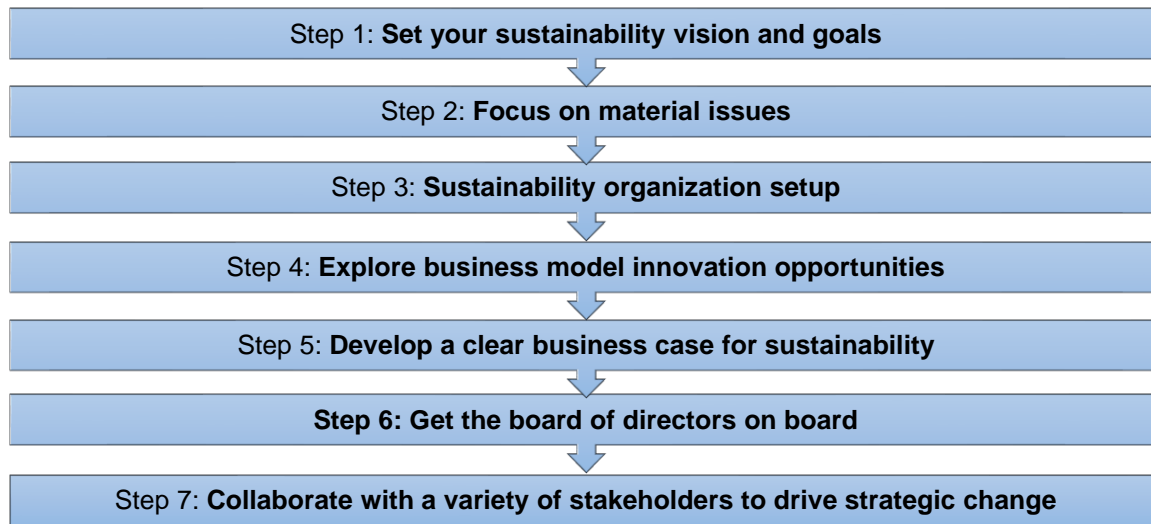 Step 1: Set your sustainability vision and goals
Step 2: Focus on material issues
Step 3: Sustainability organization setup
Step 4: Explore business model innovation opportunities
Step 5: Develop a clear business case for sustainability
Step 6: Get the board of directors on board
Step 7: Collaborate with a variety of stakeholders to drive strategic change